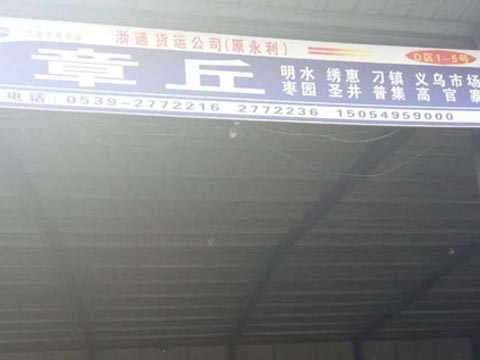 浙通货运公司(原永利)
D区1-5号
章丘
明水 绣惠 刁镇 义乌市场
枣园 圣井 普集 高官寨
电话:0539-2772216 2772236 15054959000